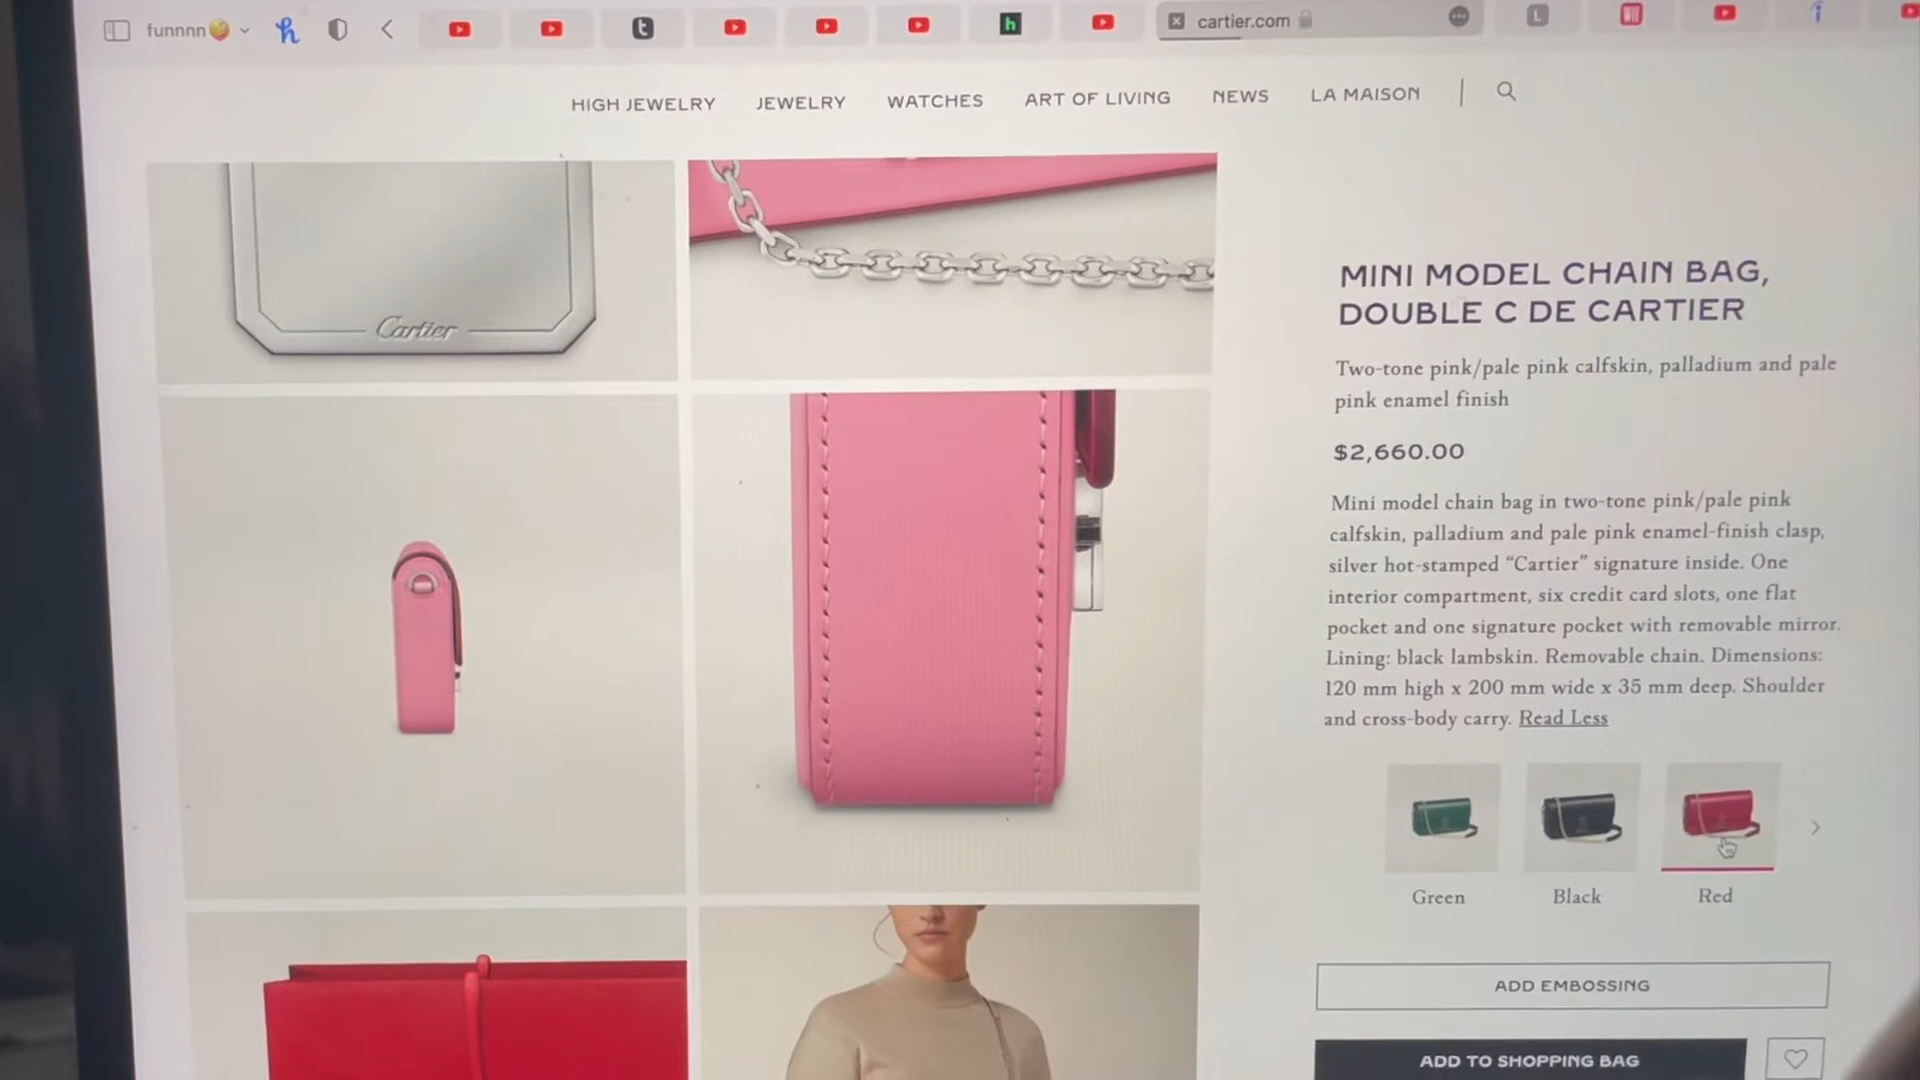 funnnn🤪
cartier.com
HIGH JEWELRY
JEWELRY
WATCHES
ART OF LIVING
NEWS
LA MAISON
Cartier
MINI MODEL CHAIN BAG,
DOUBLE C DE CARTIER
Two-tone pink/pale pink calfskin, palladium and pale
pink enamel finish
$2,660.00
Mini model chain bag in two-tone pink/pale pink
calfskin, palladium and pale pink enamel-finish clasp,
silver hot-stamped “Cartier” signature inside. One
interior compartment, six credit card slots, one flat
pocket and one signature pocket with removable mirror.
Lining: black lambskin. Removable chain. Dimensions:
120 mm high x 200 mm wide x 35 mm deep. Shoulder
and cross-body carry. Read Less
Green
Black
Red
ADD EMBOSSING
ADD TO SHOPPING BAG